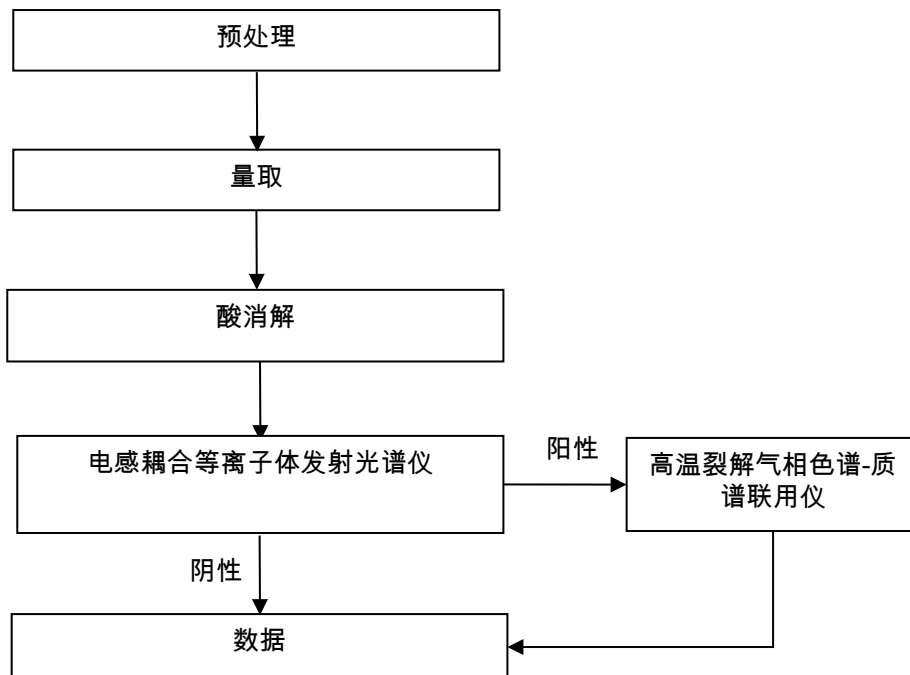 预处理
量取
酸消解
电感耦合等离子体发射光谱仪
阳性
高温裂解气相色谱-质
谱联用仪
阴性
数据